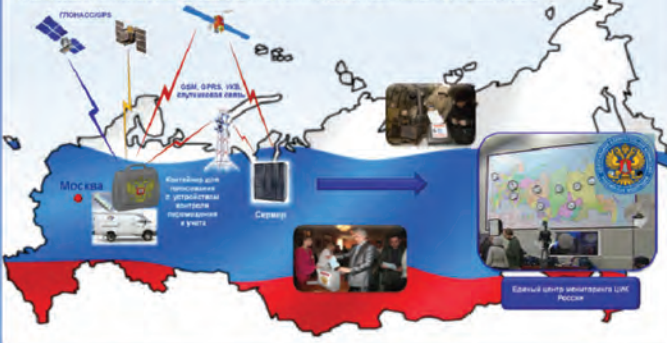 ГЛОНАСС/GPS
GSM, GPRS, УКВ,
спутниковая связь
Москва
Контейнер для
голосования
с устройством
контроля
перемещения
и учета
Сервер
Единый центр мониторинга ЦИК
России